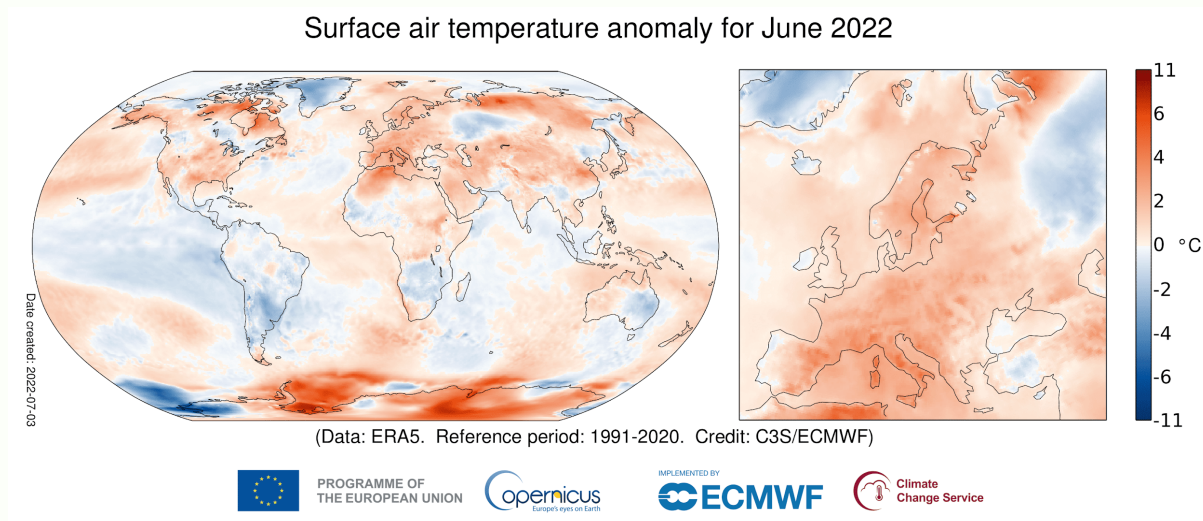 Surface air temperature anomaly for June 2022
11
6
4
2
0 °C
-2
-4
-6
-11
Date created: 2022-07-03
(Data: ERA5. Reference period: 1991-2020. Credit: C3S/ECMWF)
PROGRAMME OF
THE EUROPEAN UNION
opernicus
Europe's eyes on Earth
IMPLEMENTED BY
ECMWF
Climate
Change Service